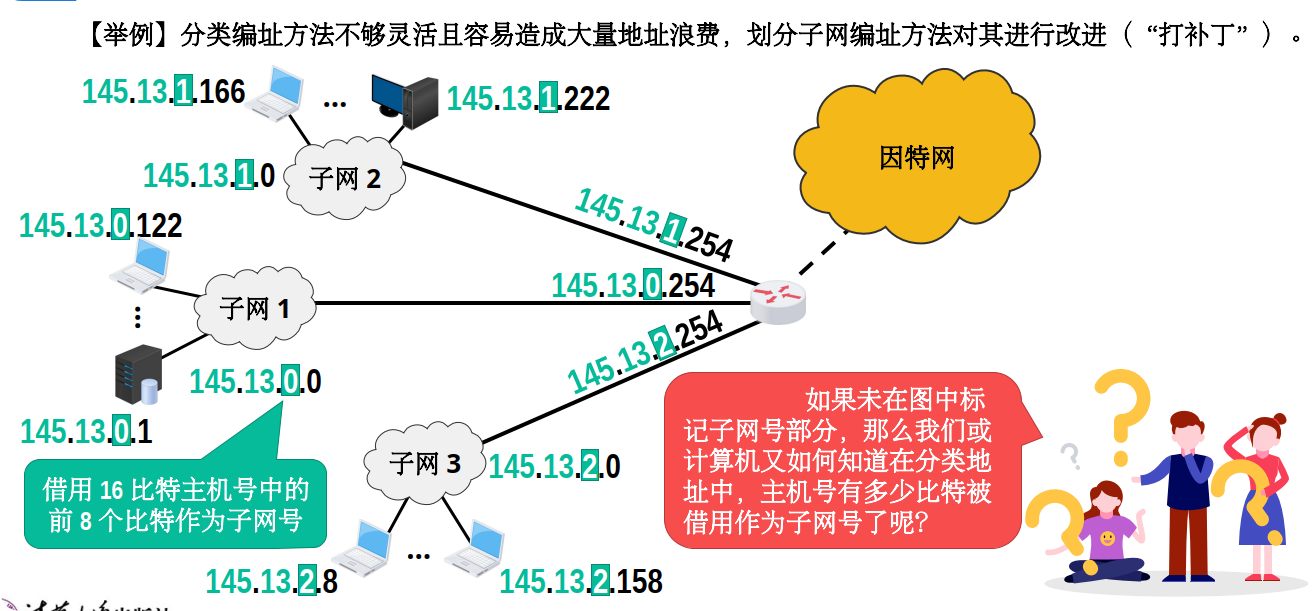 【举例】分类编址方法不够灵活且容易造成大量地址浪费，划分子网编址方法对其进行改进（“打补丁”）。
145.13.1.166
...
145.13.1.222
145.13.1.0
子网 2
因特网
145.13.0.122
145.13.1.254
子网 1
145.13.0.254
145.13.0.0
145.13.2.254
145.13.0.1
子网 3
145.13.2.0
借用 16 比特主机号中的
前 8 个比特作为子网号
如果未在图中标
记子网号部分，那么我们或
计算机又如何知道在分类地
址中，主机号有多少比特被
借用作为子网号了呢？
...
145.13.2.8
145.13.2.158